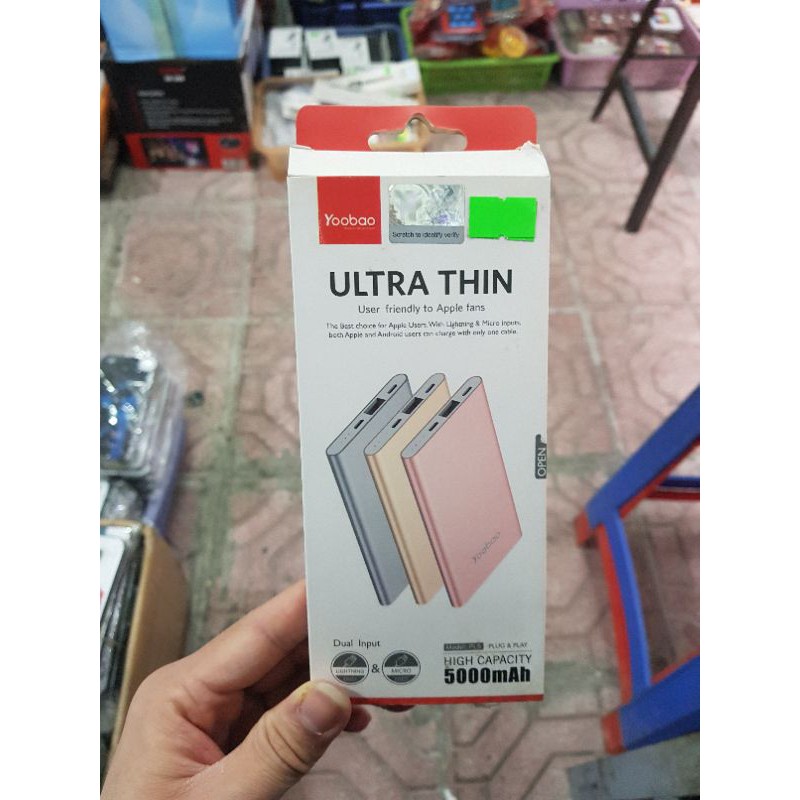 Yoobao
Scratch to identify verify
ULTRA THIN
User friendly to Apple fans
The Best choice for Apple Users. With Lightning & Micro inputs,
both Apple and Android users can charge with only one cable.
OPEN
Yoobao
Dual Input
LIGHTNING & MICRO
PLUG & PLAY
HIGH CAPACITY
5000mAh